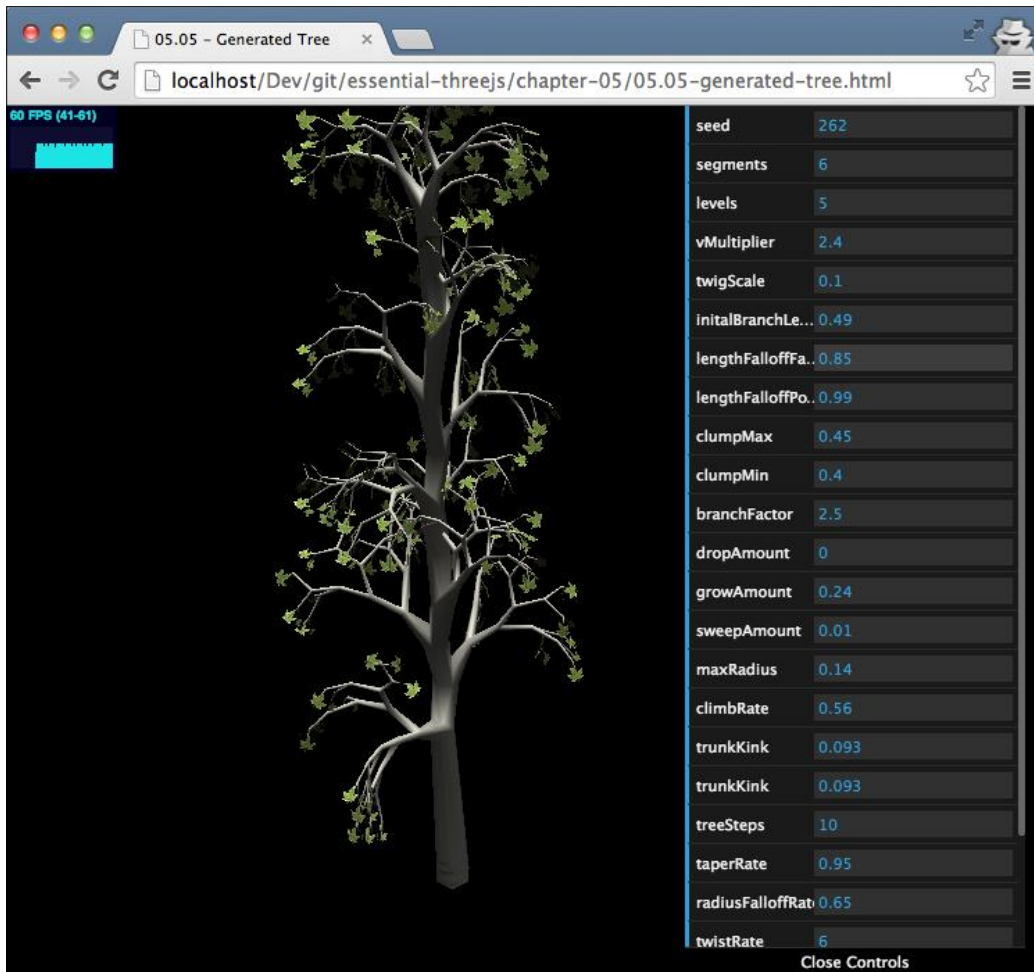 05.05 - Generated Tree
localhost/Dev/git/essential-threejs/chapter-05/05.05-generated-tree.html
60 FPS (41-61)
seed 262
segments 6
levels 5
vMultiplier 2.4
twigScale 0.1
initalBranchLe... 0.49
lengthFalloffFa.. 0.85
lengthFalloffPo.. 0.99
clumpMax 0.45
clumpMin 0.4
branchFactor 2.5
dropAmount 0
growAmount 0.24
sweepAmount 0.01
maxRadius 0.14
climbRate 0.56
trunkKink 0.093
trunkKink 0.093
treeSteps 10
taperRate 0.95
radiusFalloffRat 0.65
twistRate 6
Close Controls